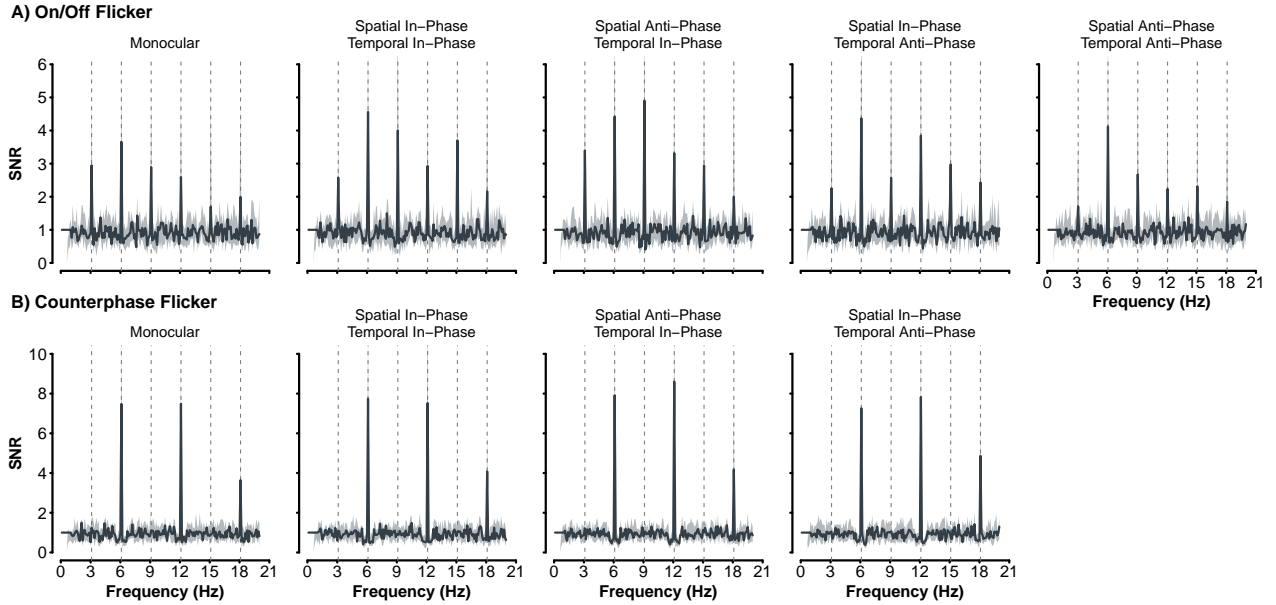 A) On/Off Flicker
Monocular
Spatial In−Phase
Temporal In−Phase
Spatial Anti−Phase
Temporal In−Phase
Spatial In−Phase
Temporal Anti−Phase
Spatial Anti−Phase
Temporal Anti−Phase
SNR
6
5
4
3
2
1
0
0 3 6 9 12 15 18 21
Frequency (Hz)
B) Counterphase Flicker
Monocular
Spatial In−Phase
Temporal In−Phase
Spatial Anti−Phase
Temporal In−Phase
Spatial In−Phase
Temporal Anti−Phase
SNR
10
8
6
4
2
0
0 3 6 9 12 15 18 21
0 3 6 9 12 15 18 21
0 3 6 9 12 15 18 21
0 3 6 9 12 15 18 21
Frequency (Hz)
Frequency (Hz)
Frequency (Hz)
Frequency (Hz)